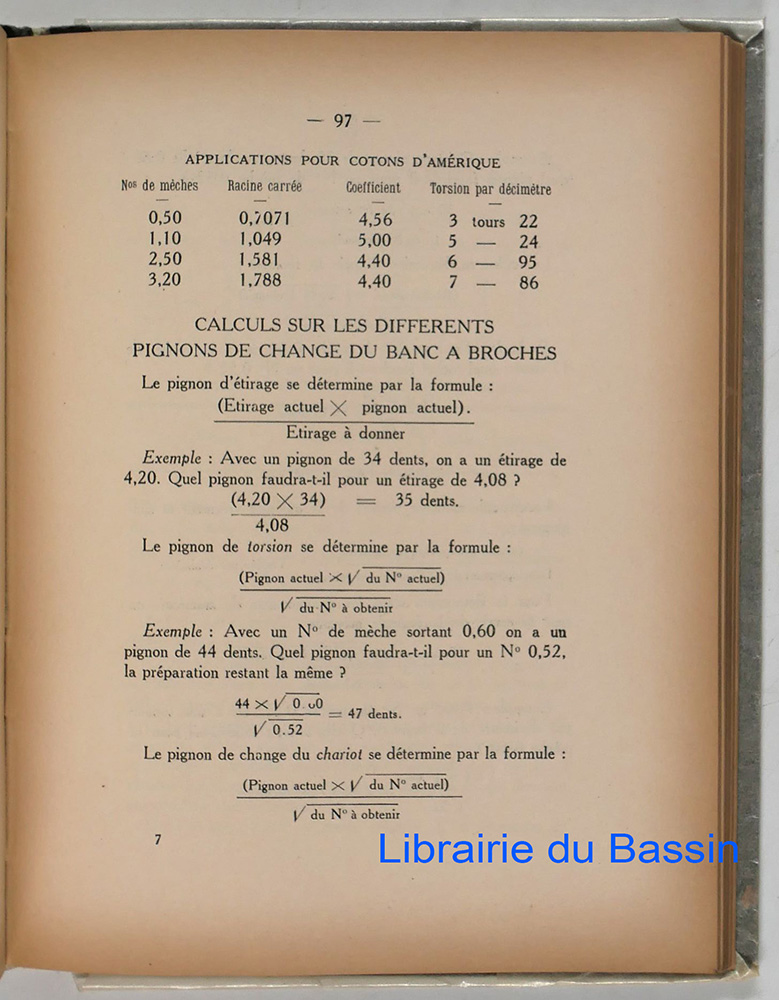 — 97 —
APPLICATIONS POUR COTONS D'AMÉRIQUE
Nos de mèches Racine carrée Coefficient Torsion par décimètre
0,50 0,7071 4,56 3 tours 22
1,10 1,049 5,00 5 — 24
2,50 1,581 4,40 6 — 95
3,20 1,788 4,40 7 — 86
CALCULS SUR LES DIFFERENTS
PIGNONS DE CHANGE DU BANC A BROCHES
Le pignon d'étirage se détermine par la formule :
(Etirage actuel X pignon actuel).
Etirage à donner
Exemple : Avec un pignon de 34 dents, on a un étirage de
4,20. Quel pignon faudra-t-il pour un étirage de 4,08 ?
(4,20 X 34) = 35 dents.
4,08
Le pignon de torsion se détermine par la formule :
(Pignon actuel × √ du N° actuel)
√ du N° à obtenir
Exemple : Avec un N° de mèche sortant 0,60 on a un
pignon de 44 dents. Quel pignon faudra-t-il pour un N° 0,52,
la préparation restant la même ?
44 × √ 0.60
= 47 dents.
√ 0.52
Le pignon de change du chariot se détermine par la formule :
(Pignon actuel × √ du N° actuel)
√ du N° à obtenir
7
Librairie du Bassin